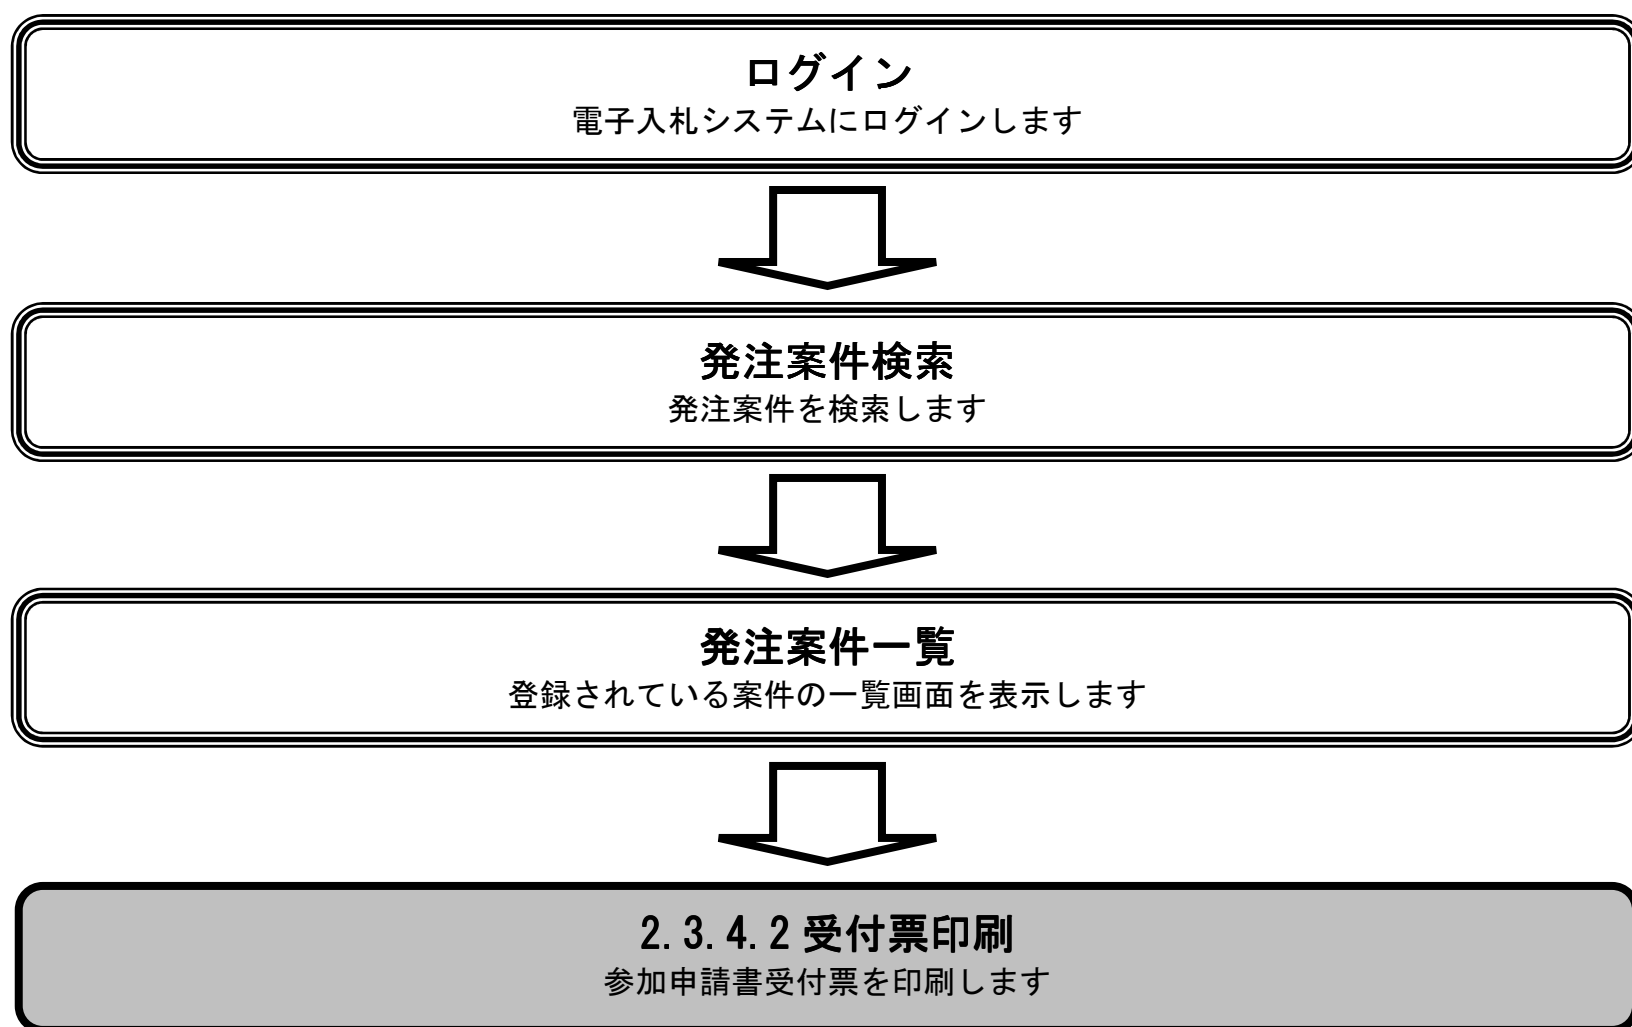 ログイン
電子入札システムにログインします
発注案件検索
発注案件を検索します
発注案件一覧
登録されている案件の一覧画面を表示します
2.3.4.2 受付票印刷
参加申請書受付票を印刷します